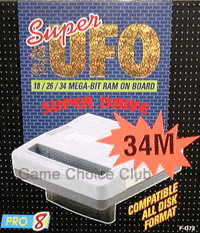 Super
UFO
18 / 26 / 34 MEGA-BIT RAM ON BOARD
SUPER DRIVE
34M
Game Choice Club
COMPATIBLE
ALL DISK
FORMAT
PRO 8